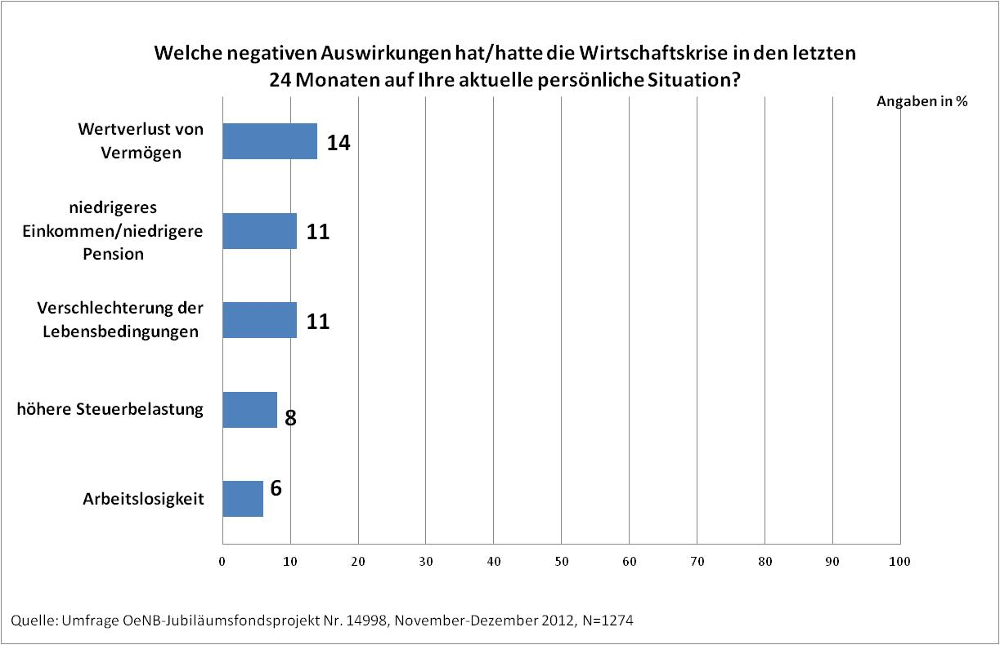 Welche negativen Auswirkungen hat/hatte die Wirtschaftskrise in den letzten
24 Monaten auf Ihre aktuelle persönliche Situation?
Angaben in %
Wertverlust von
Vermögen
14
niedrigeres
Einkommen/niedrigere
Pension
11
Verschlechterung der
Lebensbedingungen
11
höhere Steuerbelastung
8
Arbeitslosigkeit
6
0 10 20 30 40 50 60 70 80 90 100
Quelle: Umfrage OeNB-Jubiläumsfondsprojekt Nr. 14998, November-Dezember 2012, N=1274